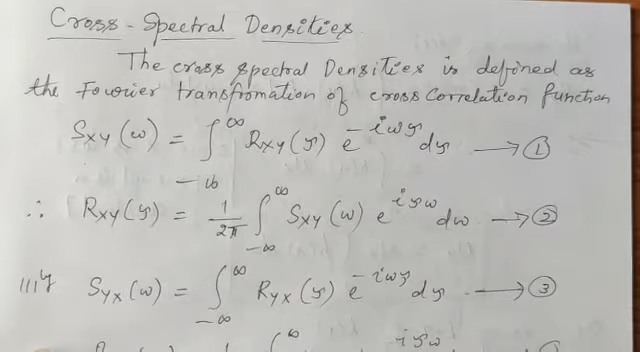 Cross-Spectral Densities.
The cross spectral Densities is defined as
the Fourier transfromation of cross Correlation function
Sxy(ω) = ∫_{-∞}^{∞} Rxy(τ) e^{-iωτ} dτ → ①
∴ Rxy(τ) = 1/2π ∫_{-∞}^{∞} Sxy(ω) e^{iτω} dω → ②
|||ly Syx(ω) = ∫_{-∞}^{∞} Ryx(τ) e^{-iωτ} dτ → ③